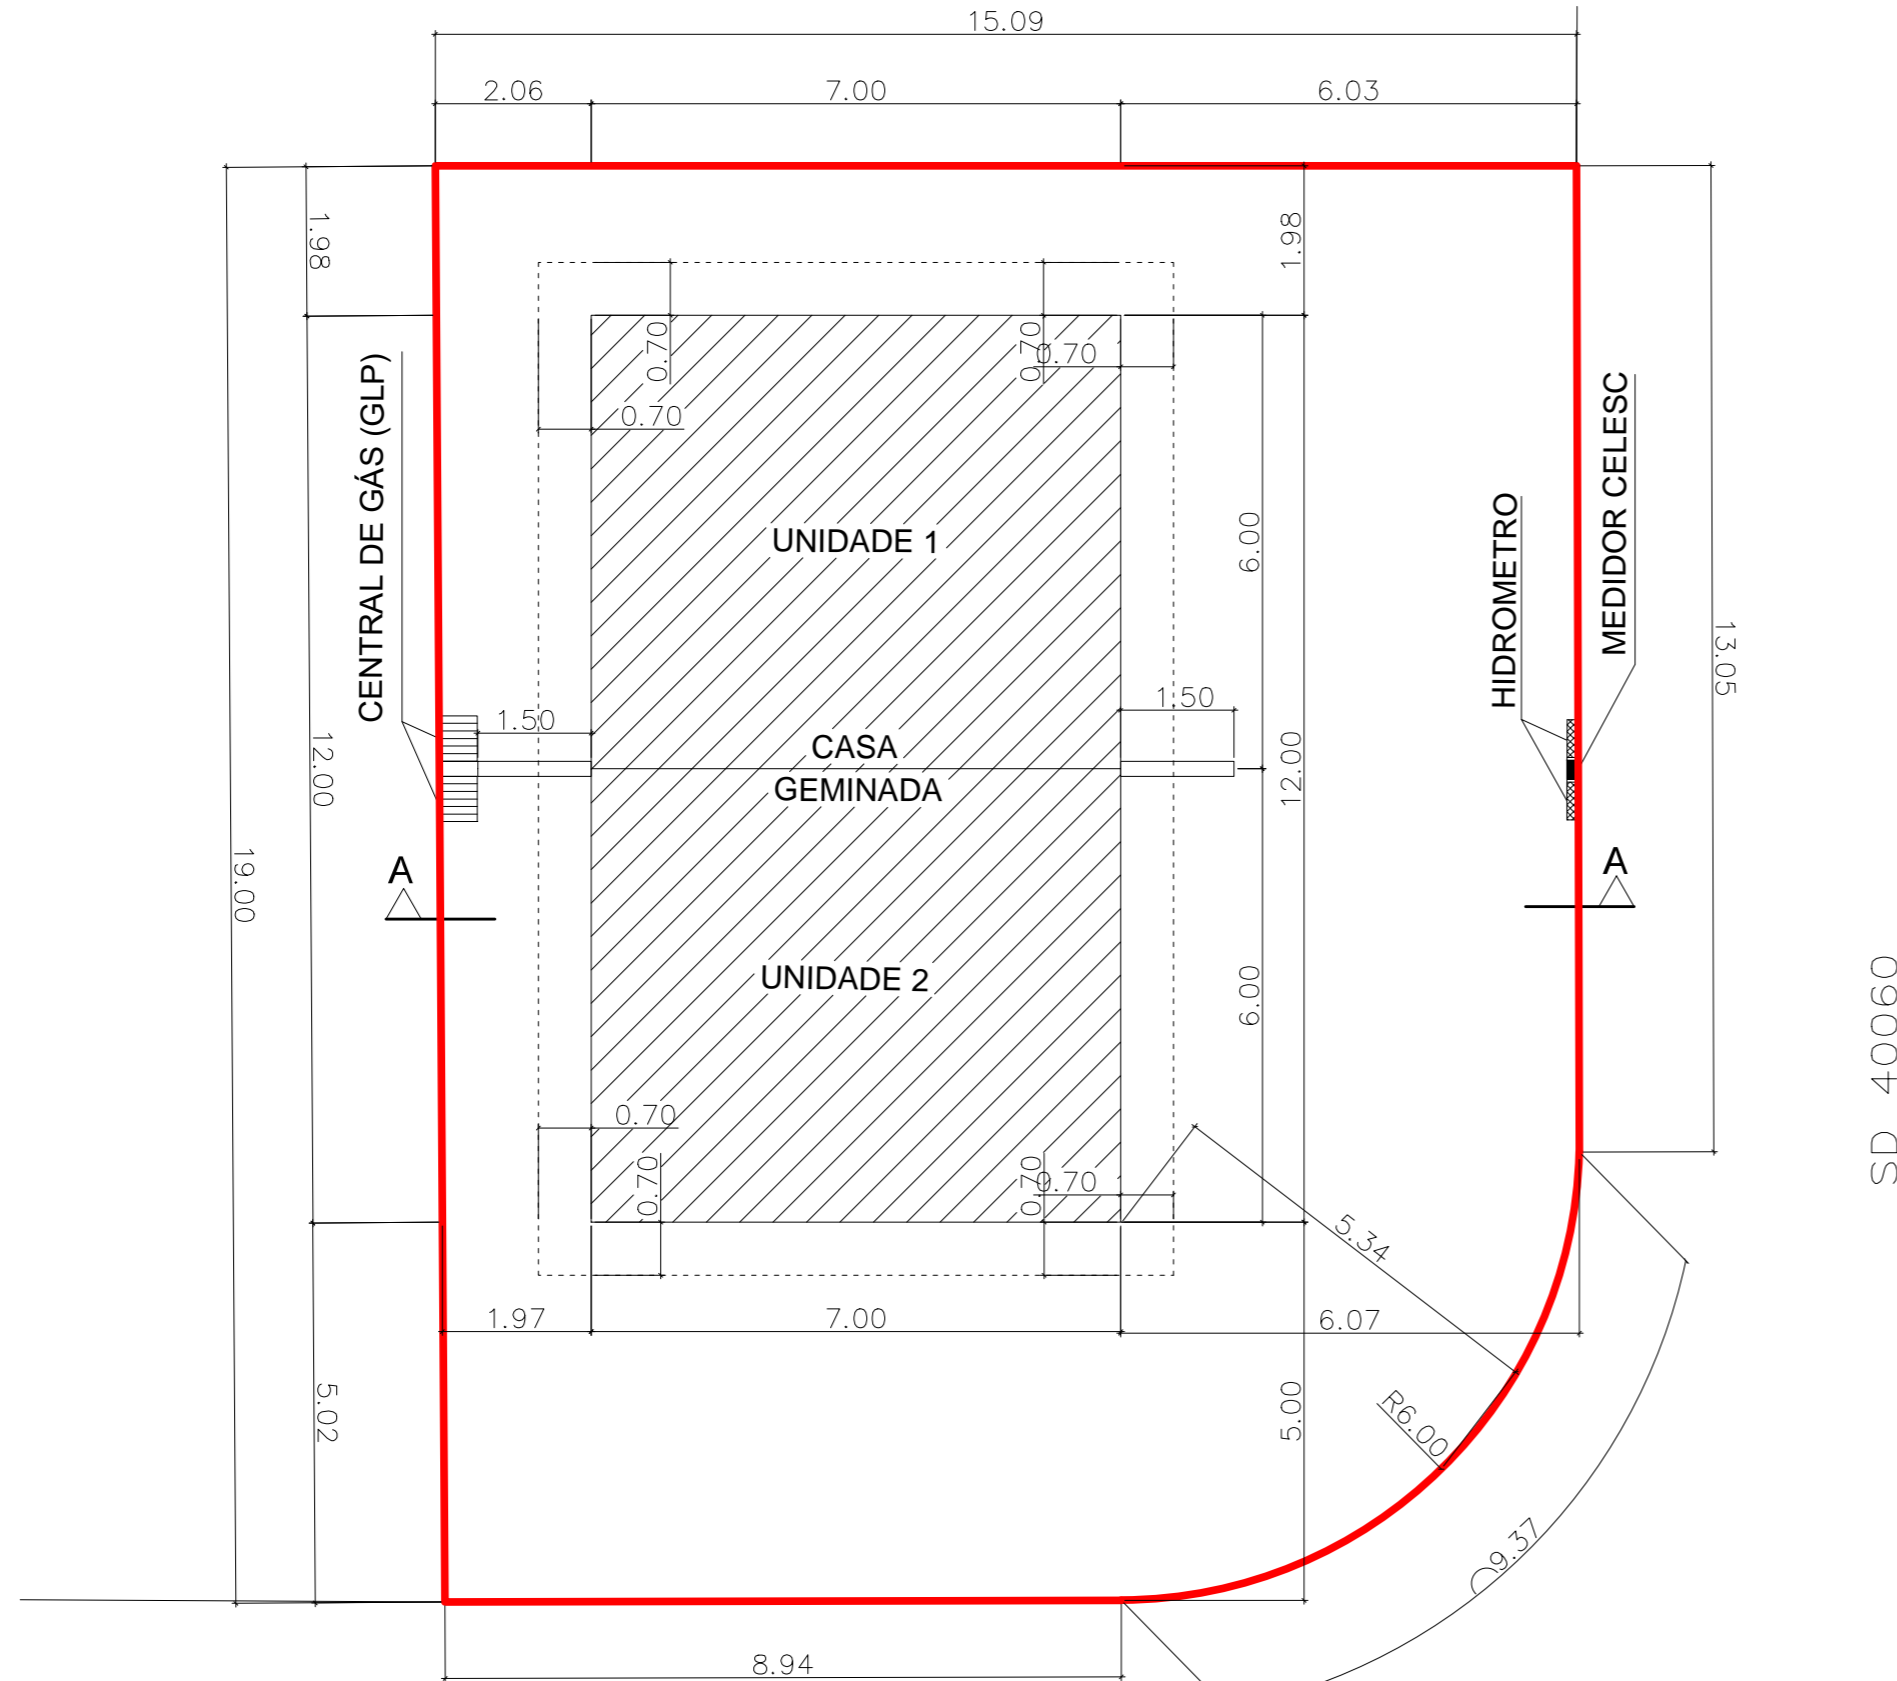 15.09
2.06
7.00
6.03
1.98
1.98
0.70
0.70
0.70
0.70
CENTRAL DE GÁS (GLP)
UNIDADE 1
6.00
HIDROMETRO
MEDIDOR CELESC
13.05
1.50
1.50
12.00
CASA
GEMINADA
12.00
19.00
A
A
UNIDADE 2
6.00
SD 40060
0.70
0.70
0.70
0.70
5.34
1.97
7.00
6.07
5.02
5.00
R6.00
9.37
8.94